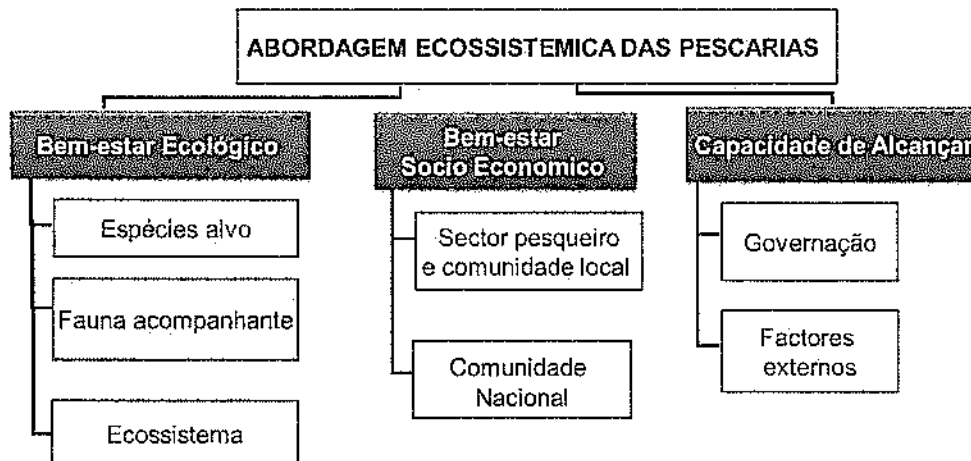 ABORDAGEM ECOSSISTEMICA DAS PESCARIAS
Bem-estar Ecológico
Espécies alvo
Fauna acompanhante
Ecossistema
Bem-estar
Socio Economico
Sector pesqueiro
e comunidade local
Comunidade
Nacional
Capacidade de Alcançar
Governação
Factores
externos